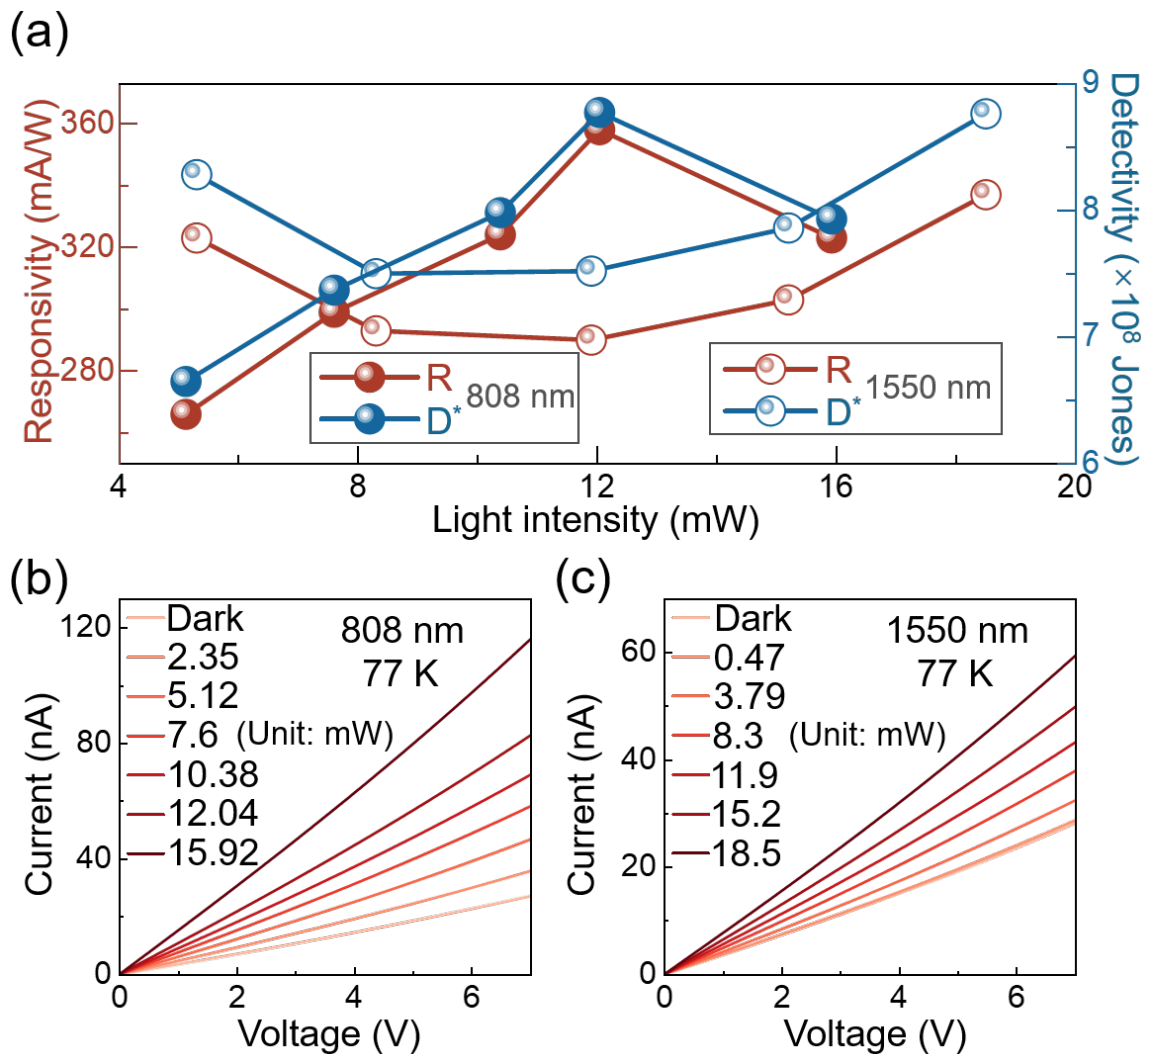 (a)
Responsivity (mA/W)
360
320
280
9
8
7
6
Detectivity (×10⁸ Jones)
R
D*
808 nm
R
D*
1550 nm
4 8 12 16 20
Light intensity (mW)
(b)
Current (nA)
120
80
40
0
Dark
2.35
5.12
7.6 (Unit: mW)
10.38
12.04
15.92
808 nm
77 K
0 2 4 6
Voltage (V)
(c)
Current (nA)
60
40
20
0
Dark
0.47
3.79
8.3 (Unit: mW)
11.9
15.2
18.5
1550 nm
77 K
0 2 4 6
Voltage (V)